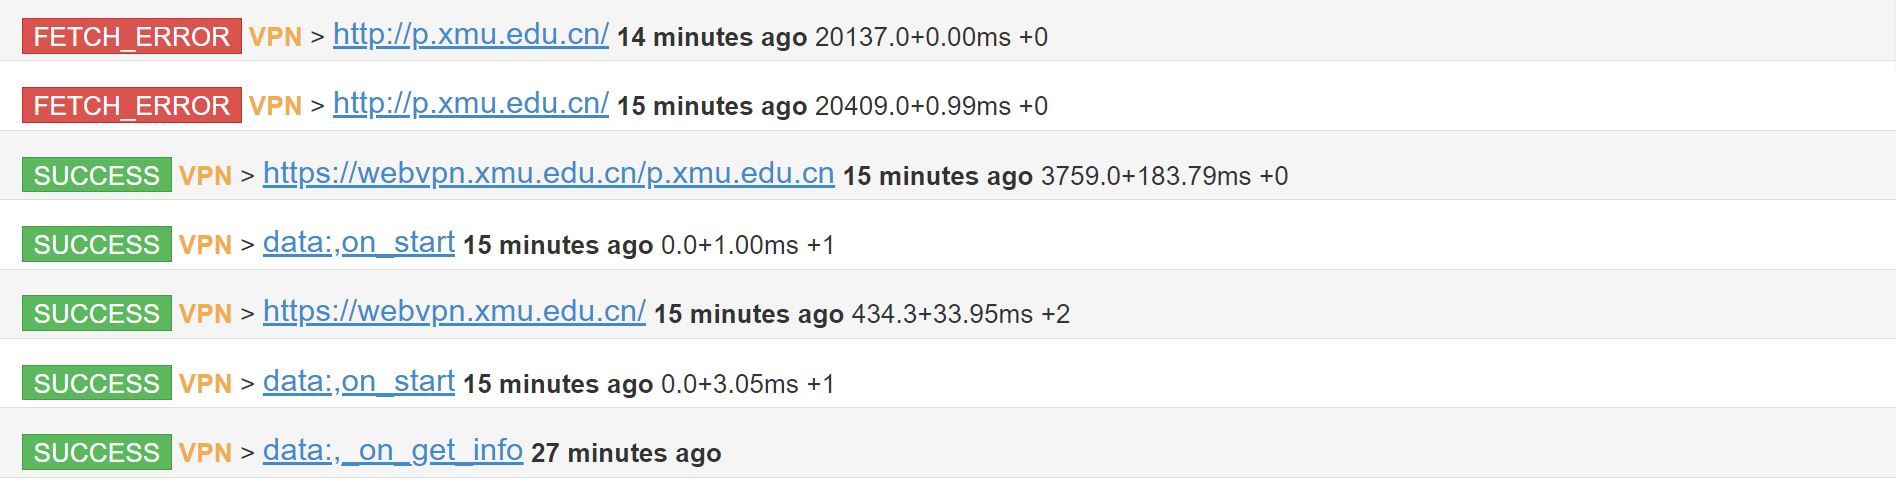 FETCH_ERROR VPN > http://p.xmu.edu.cn/ 14 minutes ago 20137.0+0.00ms +0
FETCH_ERROR VPN > http://p.xmu.edu.cn/ 15 minutes ago 20409.0+0.99ms +0
SUCCESS VPN > https://webvpn.xmu.edu.cn/p.xmu.edu.cn 15 minutes ago 3759.0+183.79ms +0
SUCCESS VPN > data:,on_start 15 minutes ago 0.0+1.00ms +1
SUCCESS VPN > https://webvpn.xmu.edu.cn/ 15 minutes ago 434.3+33.95ms +2
SUCCESS VPN > data:,on_start 15 minutes ago 0.0+3.05ms +1
SUCCESS VPN > data:,_on_get_info 27 minutes ago